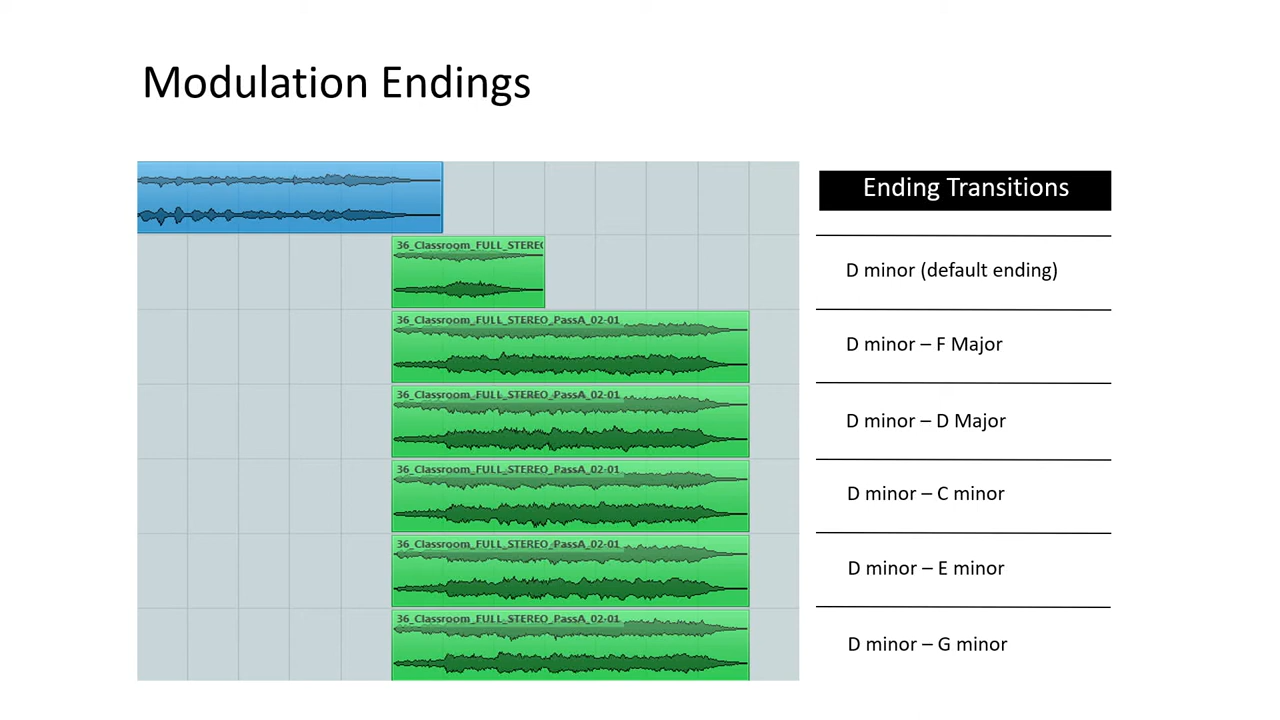 Modulation Endings
Ending Transitions
36_Classroom_FULL_STEREO
D minor (default ending)
36_Classroom_FULL_STEREO_PassA_02-01
D minor – F Major
36_Classroom_FULL_STEREO_PassA_02-01
D minor – D Major
36_Classroom_FULL_STEREO_PassA_02-01
D minor – C minor
36_Classroom_FULL_STEREO_PassA_02-01
D minor – E minor
36_Classroom_FULL_STEREO_PassA_02-01
D minor – G minor